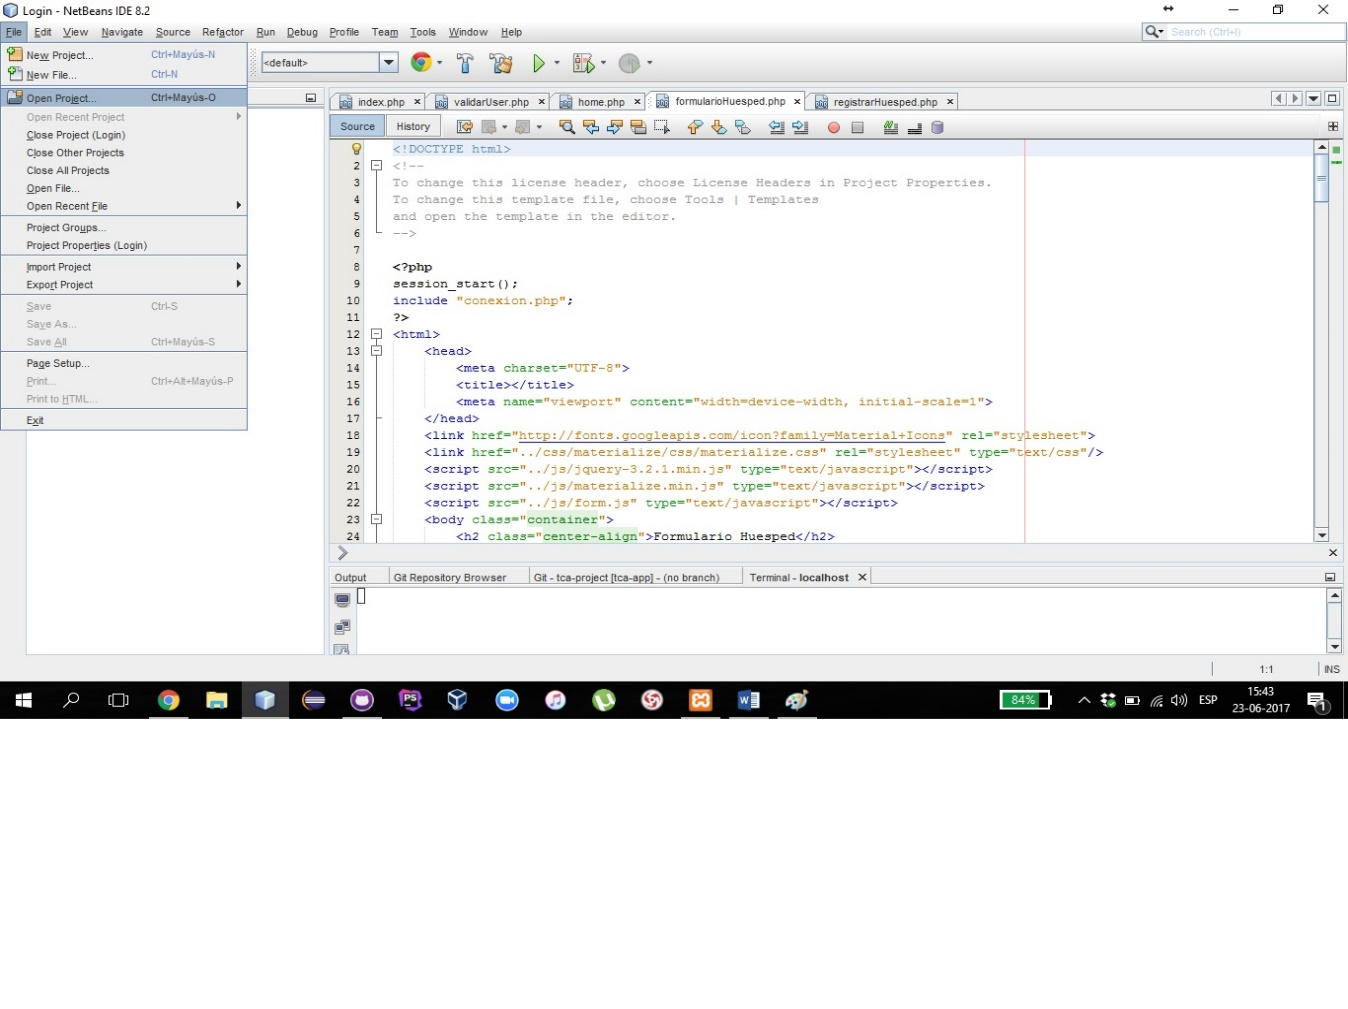 Login - NetBeans IDE 8.2
File Edit View Navigate Source Refactor Run Debug Profile Team Tools Window Help
Search (Ctrl+I)
New Project... Ctrl+Mayús-N
New File... Ctrl-N
Open Project... Ctrl+Mayús-O
Open Recent Project
Close Project (Login)
Close Other Projects
Close All Projects
Open File...
Open Recent File
Project Groups...
Project Properties (Login)
Import Project
Export Project
Save Ctrl-S
Save As...
Save All Ctrl+Mayús-S
Page Setup...
Print... Ctrl+Alt+Mayús-P
Print to HTML...
Exit
<default>
index.php validarUser.php home.php formularioHuesped.php registrarHuesped.php
Source History
<!DOCTYPE html>
2 <!--
3 To change this license header, choose License Headers in Project Properties.
4 To change this template file, choose Tools | Templates
5 and open the template in the editor.
6 -->
7
8 <?php
9 session_start();
10 include "conexion.php";
11 ?>
12 <html>
13 <head>
14 <meta charset="UTF-8">
15 <title></title>
16 <meta name="viewport" content="width=device-width, initial-scale=1">
17 </head>
18 <link href="http://fonts.googleapis.com/icon?family=Material+Icons" rel="stylesheet">
19 <link href="../css/materialize/css/materialize.css" rel="stylesheet" type="text/css"/>
20 <script src="../js/jquery-3.2.1.min.js" type="text/javascript"></script>
21 <script src="../js/materialize.min.js" type="text/javascript"></script>
22 <script src="../js/form.js" type="text/javascript"></script>
23 <body class="container">
24 <h2 class="center-align">Formulario Huesped</h2>
Output Git Repository Browser Git - tca-project [tca-app] - (no branch) Terminal - localhost
1:1 INS
PS
W
84%
ESP
15:43
23-06-2017
1